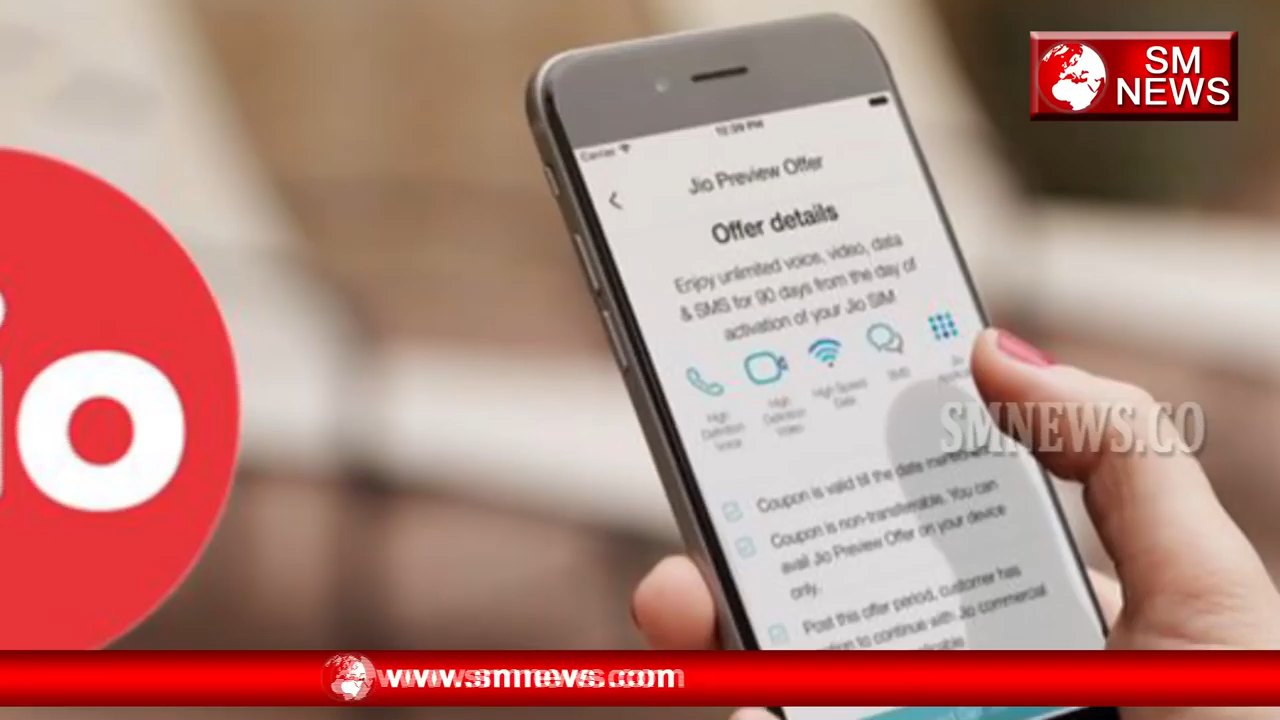 SM
NEWS
io
Carrier
12:39 PM
Jio Preview Offer
Offer details
Enjoy unlimited voice, video, data
& SMS for 90 days from the day of
activation of your Jio SIM
High
Definition
Voice
High
Definition
Video
High Speed
Data
SMS
Jio
SMNEWS.CO
Coupon is valid till the date
Coupon is non-transferable. You can
avail Jio Preview Offer on your device
only.
Post this offer period, customer has
to continue with Jio commercial
www.smnews.com